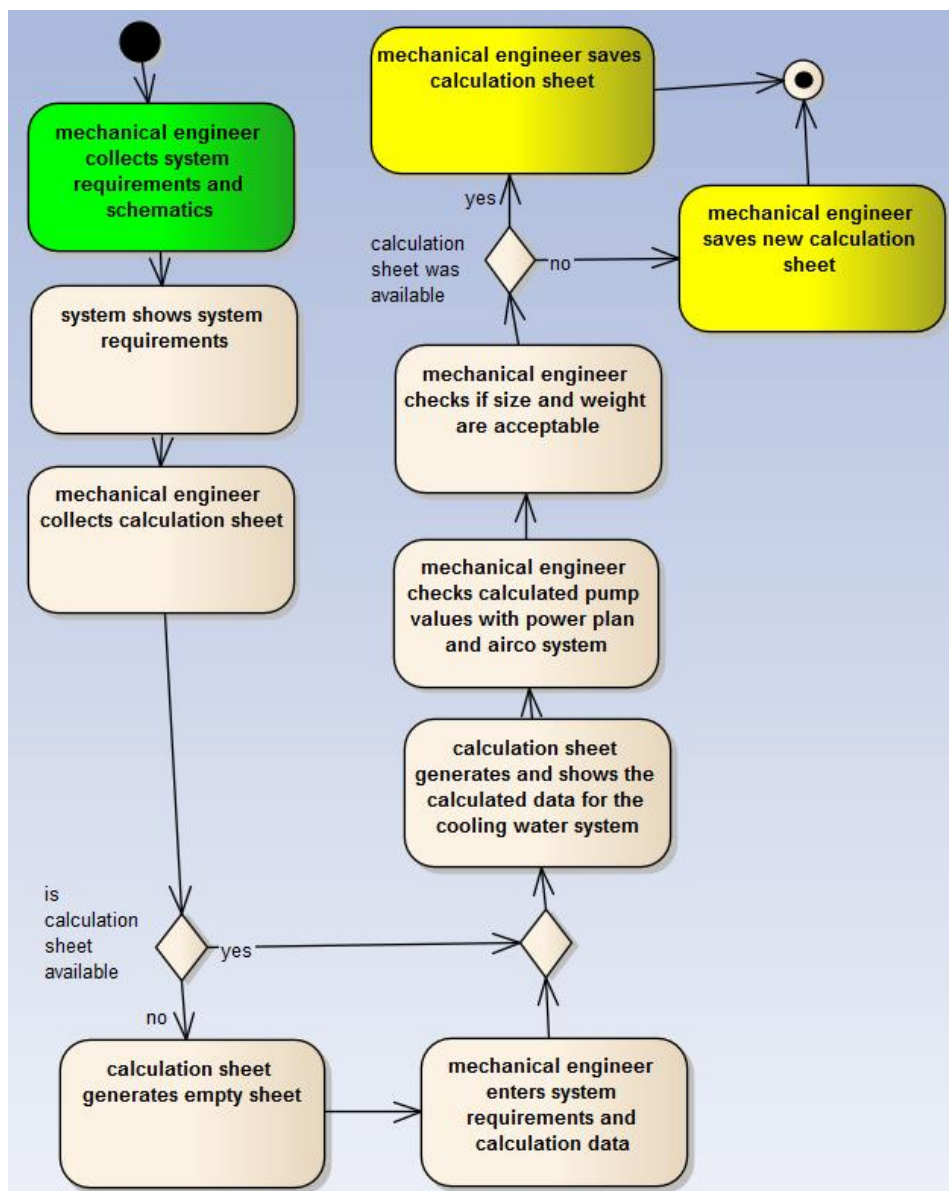 mechanical engineer
collects system
requirements and
schematics
system shows system
requirements
mechanical engineer
collects calculation sheet
is
calculation
sheet
available
yes
no
calculation sheet
generates empty sheet
mechanical engineer
enters system
requirements and
calculation data
calculation sheet
generates and shows the
calculated data for the
cooling water system
mechanical engineer
checks calculated pump
values with power plan
and airco system
mechanical engineer
checks if size and weight
are acceptable
calculation
sheet was
available
yes
no
mechanical engineer saves
calculation sheet
mechanical engineer
saves new calculation
sheet